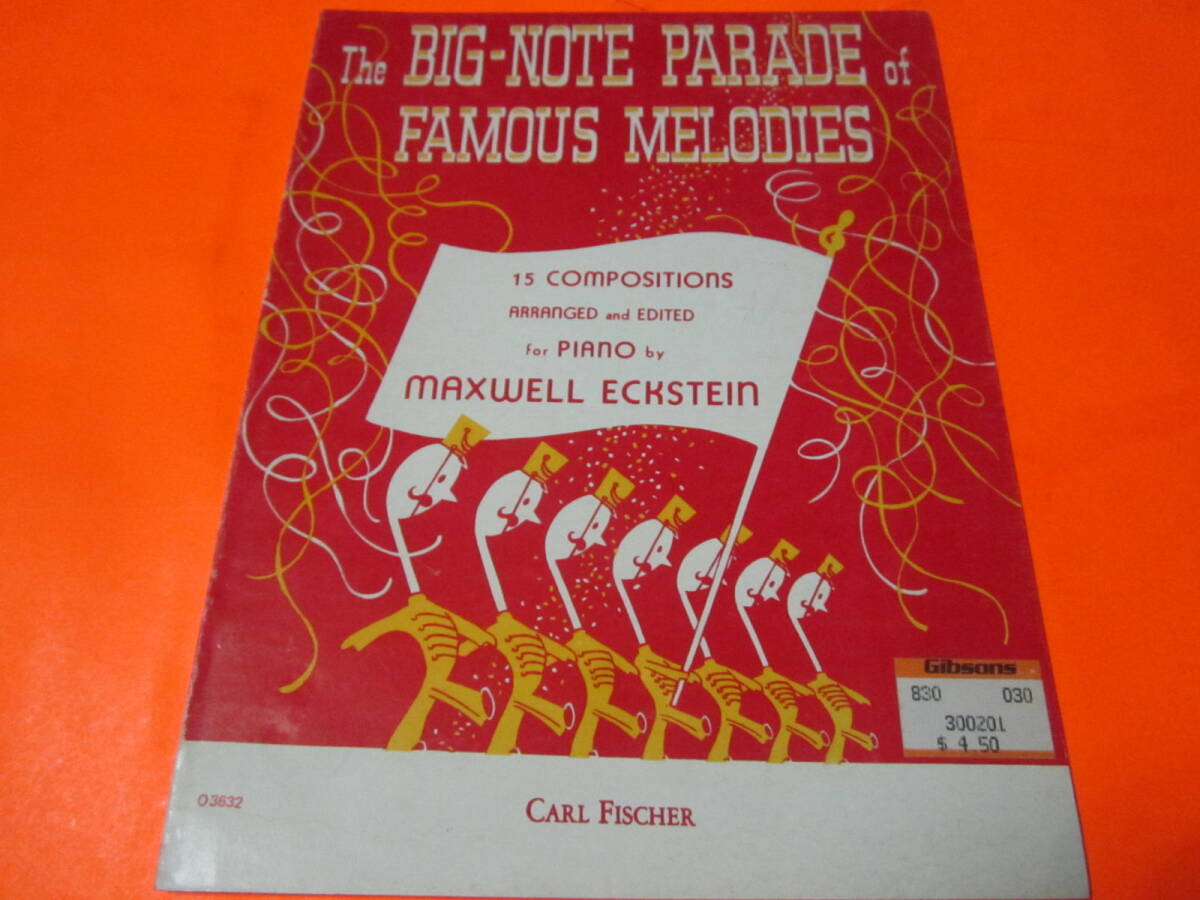 The BIG-NOTE PARADE of
FAMOUS MELODIES
15 COMPOSITIONS
ARRANGED and EDITED
for PIANO by
MAXWELL ECKSTEIN
Gibsons
830 030
300201
$ 4.50
O3632
CARL FISCHER